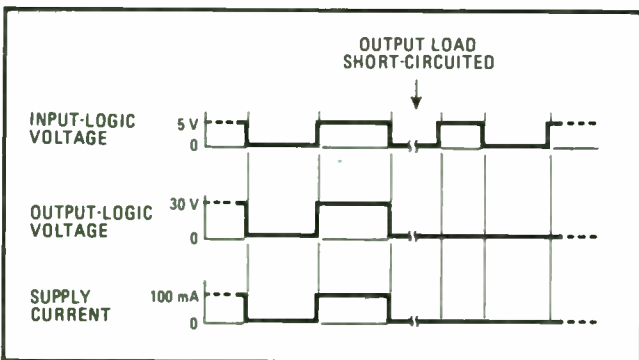 OUTPUT LOAD
SHORT-CIRCUITED
INPUT-LOGIC
VOLTAGE
5 V
0
OUTPUT-LOGIC
VOLTAGE
30 V
0
SUPPLY
CURRENT
100 mA
0